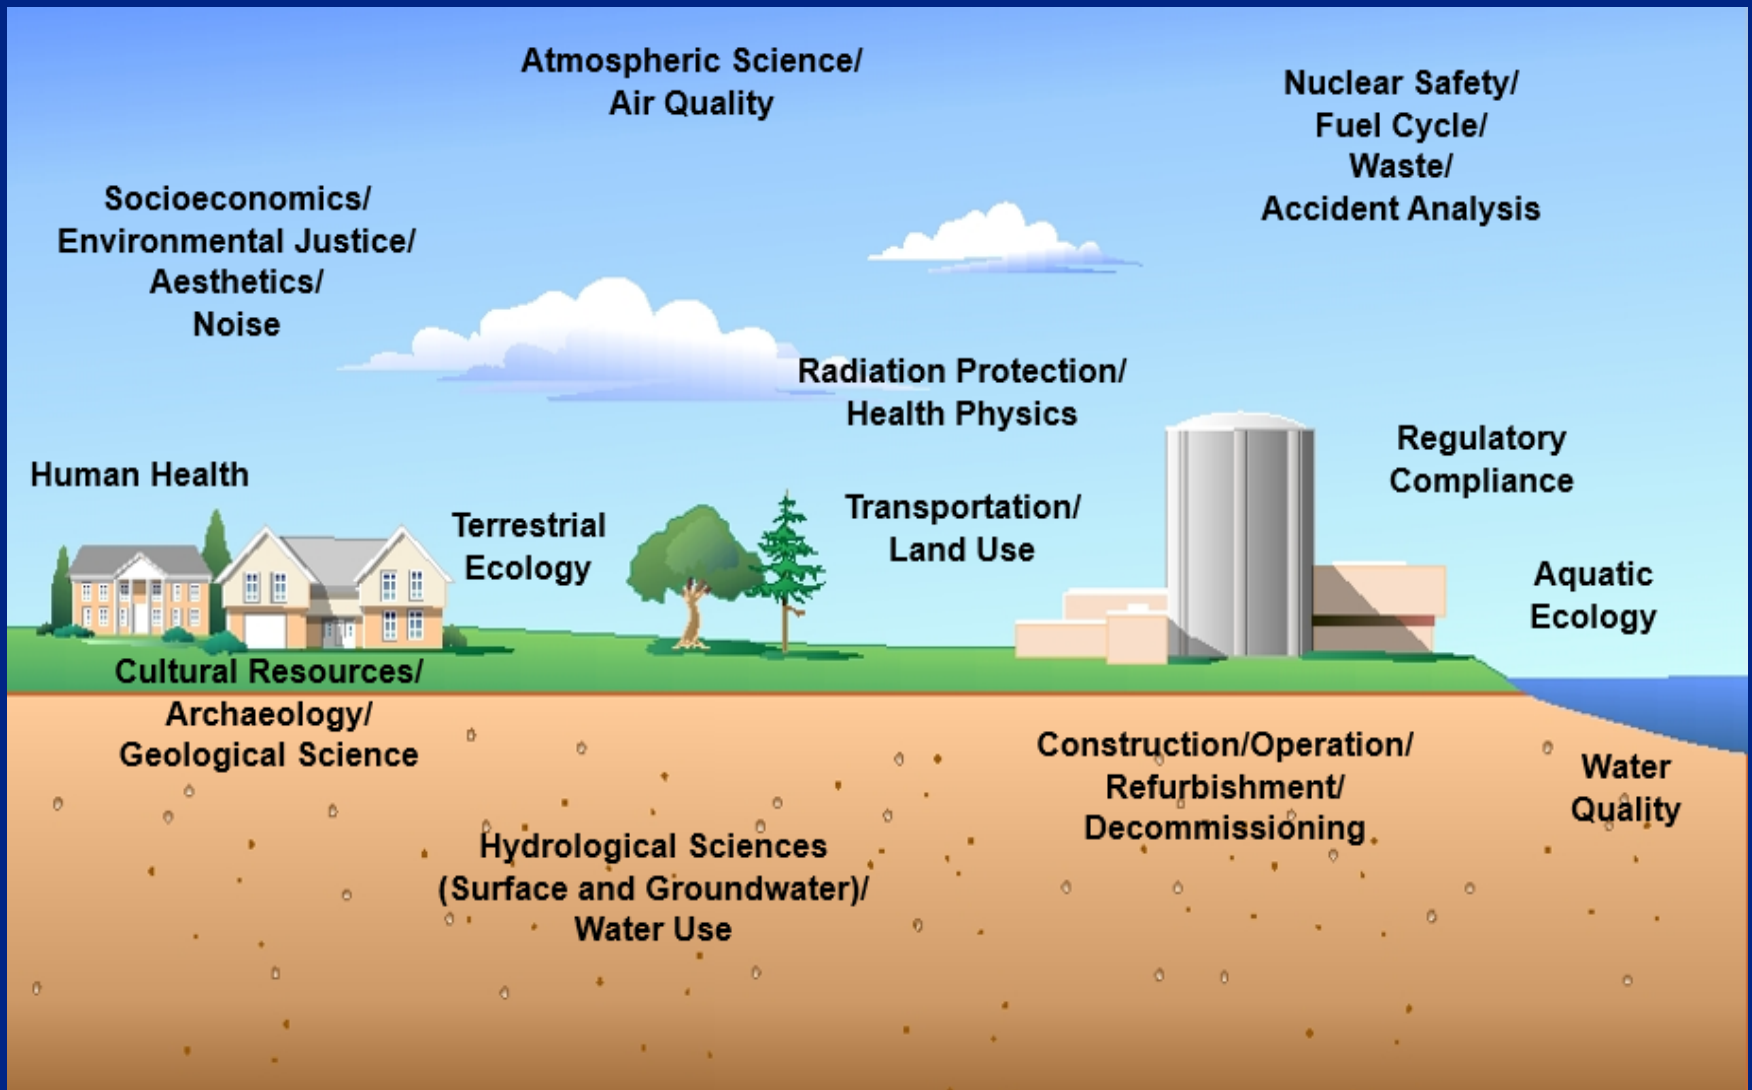 Atmospheric Science/
Air Quality
Nuclear Safety/
Fuel Cycle/
Waste/
Accident Analysis
Socioeconomics/
Environmental Justice/
Aesthetics/
Noise
Radiation Protection/
Health Physics
Regulatory
Compliance
Human Health
Terrestrial
Ecology
Transportation/
Land Use
Aquatic
Ecology
Cultural Resources/
Archaeology/
Geological Science
Construction/Operation/
Refurbishment/
Decommissioning
Water
Quality
Hydrological Sciences
(Surface and Groundwater)/
Water Use